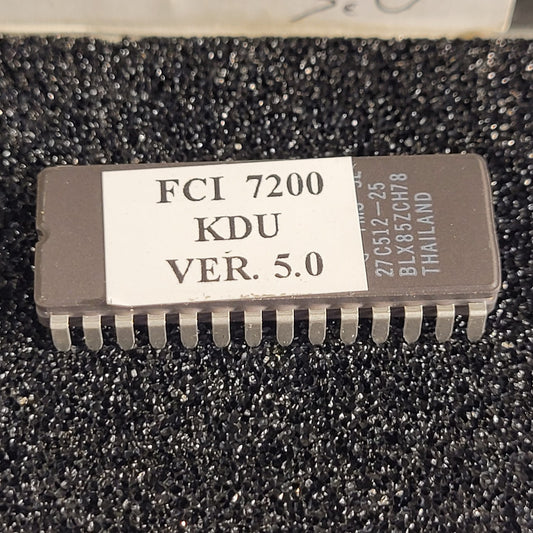 FCI 7200
KDU
VER. 5.0
27C512-25
BLX85ZCH78
THAILAND